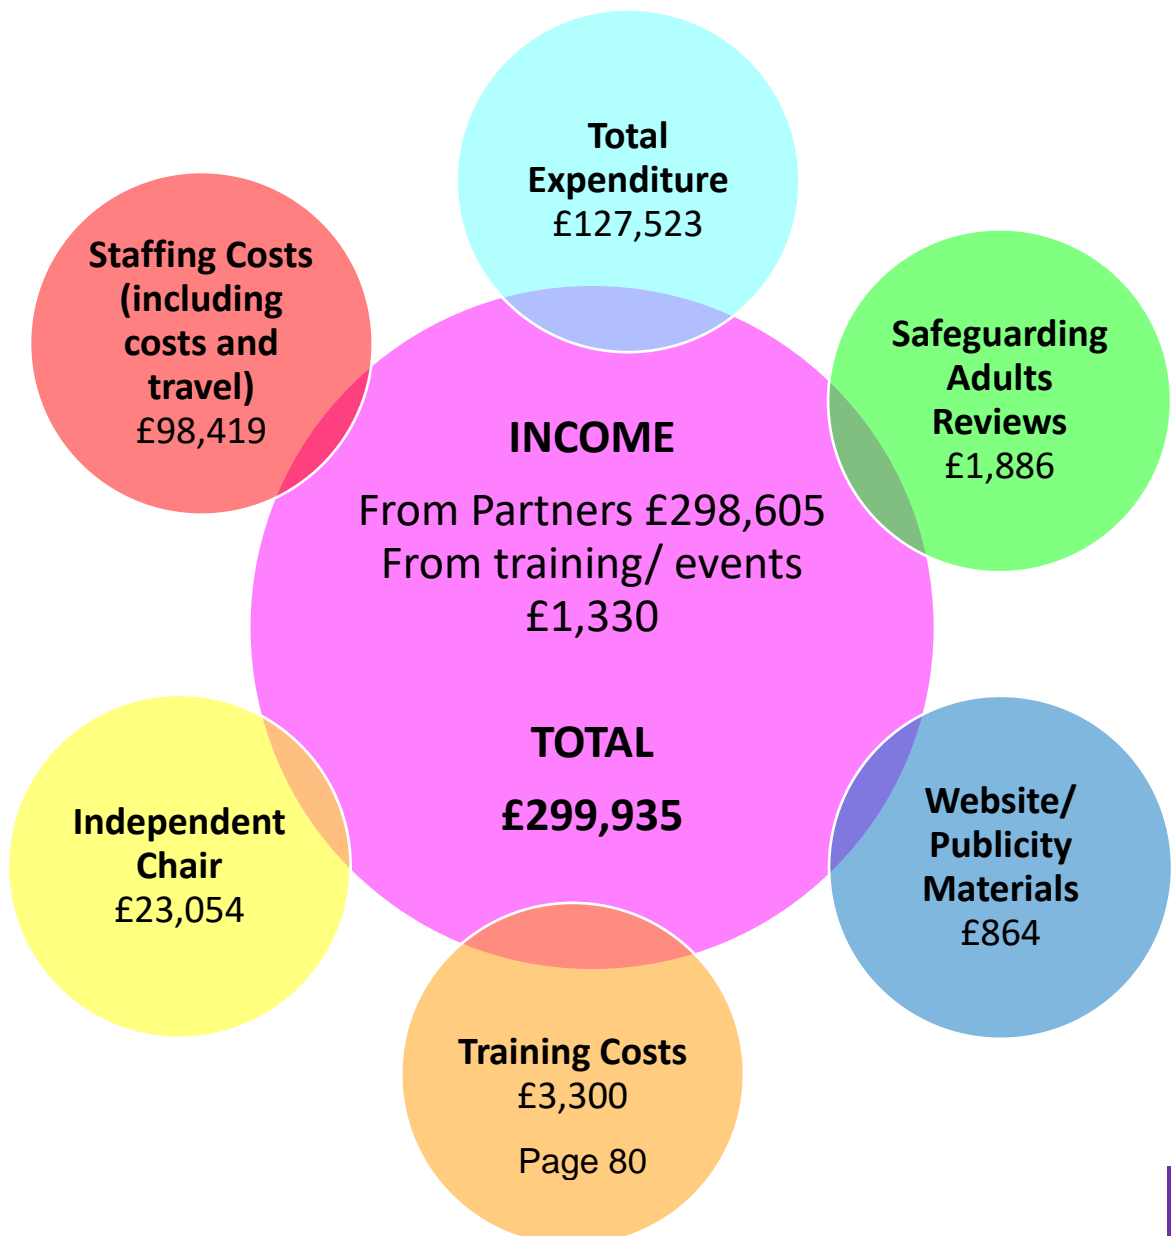 Total
Expenditure
£127,523
Staffing Costs
(including
costs and
travel)
£98,419
Safeguarding
Adults
Reviews
£1,886
INCOME
From Partners £298,605
From training/ events
£1,330
TOTAL
£299,935
Independent
Chair
£23,054
Website/
Publicity
Materials
£864
Training Costs
£3,300
Page 80